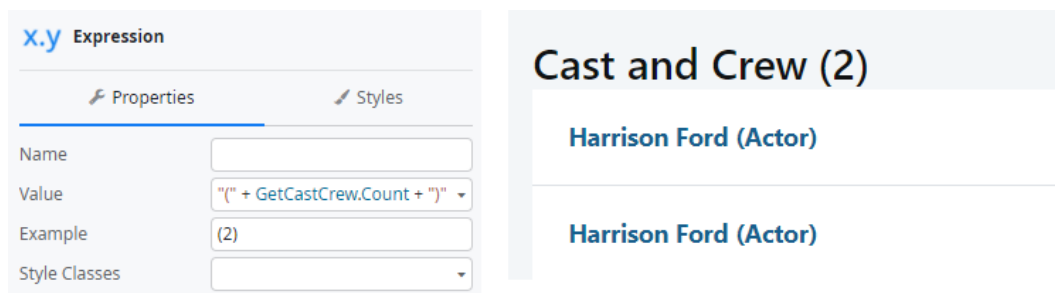 x.y Expression
Properties Styles
Name
Value "(" + GetCastCrew.Count + ")"
Example (2)
Style Classes
Cast and Crew (2)
Harrison Ford (Actor)
Harrison Ford (Actor)